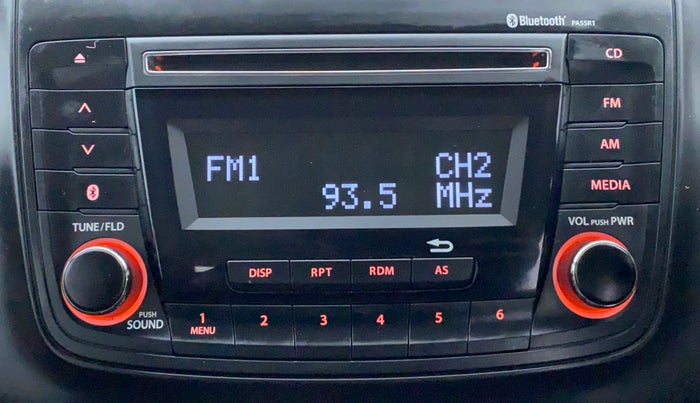 Bluetooth PA5SR1
CD
FM
AM
MEDIA
FM1 CH2
93.5 MHz
TUNE/FLD
VOL PUSH PWR
DISP RPT RDM AS
PUSH
SOUND
1 2 3 4 5 6
MENU